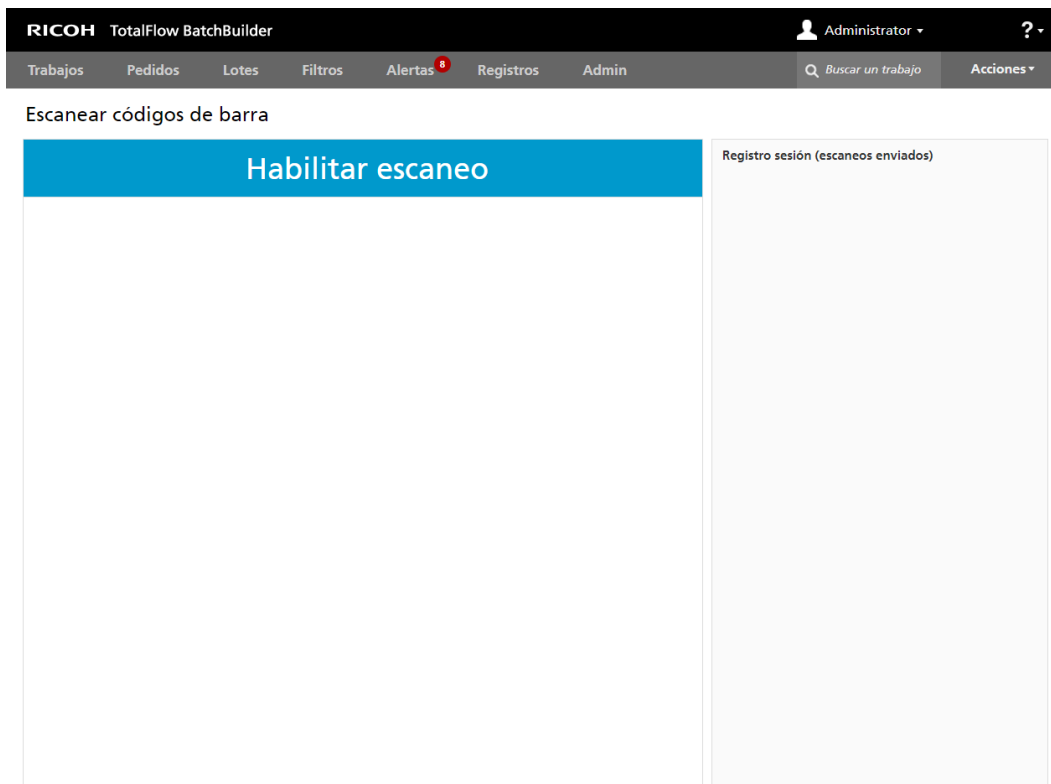 RICOH TotalFlow BatchBuilder Administrator ?
Trabajos Pedidos Lotes Filtros Alertas 8 Registros Admin Buscar un trabajo Acciones
Escanear códigos de barra
Habilitar escaneo
Registro sesión (escaneos enviados)